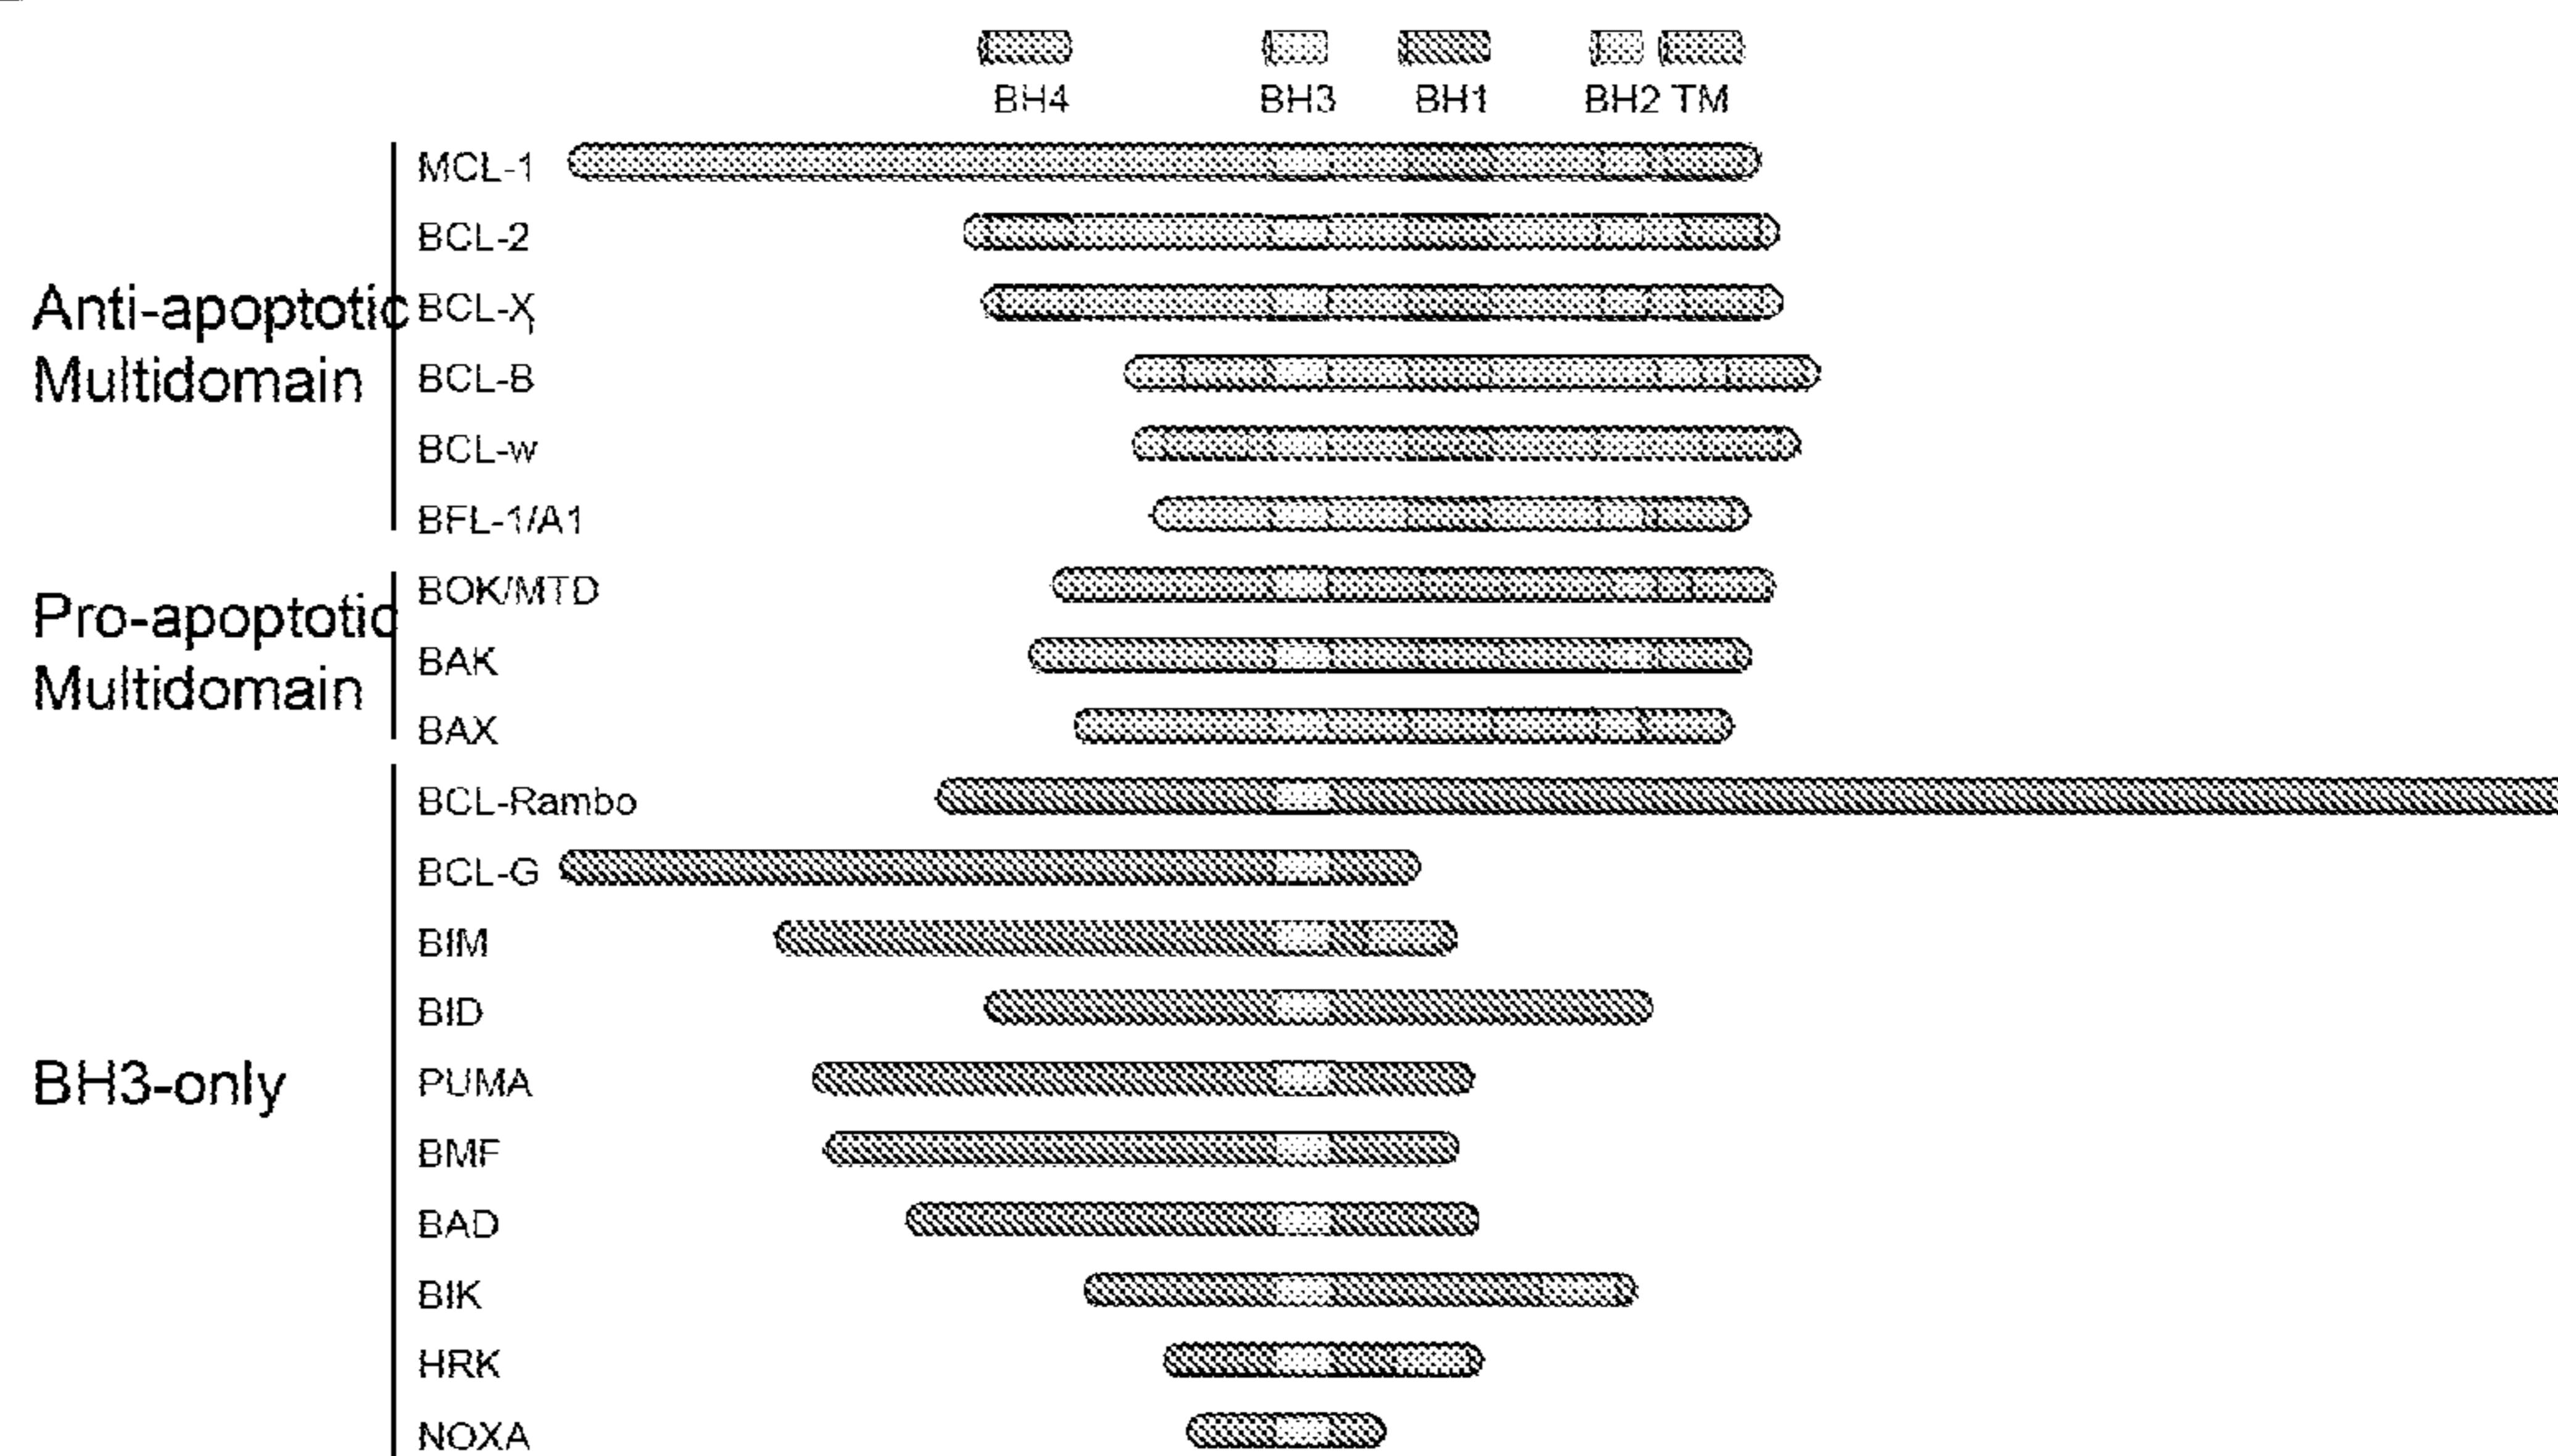 BH4 BH3 BH1 BH2 TM
MCL-1
BCL-2
Anti-apoptotic
Multidomain
BCL-Xl
BCL-B
BCL-w
BFL-1/A1
Pro-apoptotic
Multidomain
BOK/MTD
BAK
BAX
BCL-Rambo
BCL-G
BIM
BID
BH3-only
PUMA
BMF
BAD
BIK
HRK
NOXA